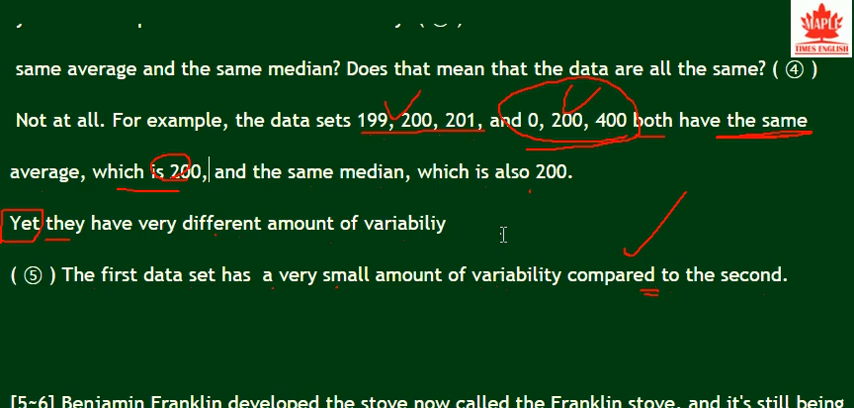 MAPLE
TIMES ENGLISH
same average and the same median? Does that mean that the data are all the same? ( ④ )
Not at all. For example, the data sets 199, 200, 201, and 0, 200, 400 both have the same
average, which is 200, and the same median, which is also 200.
Yet they have very different amount of variabiliy
( ⑤ ) The first data set has a very small amount of variability compared to the second.
[5~6] Benjamin Franklin developed the stove now called the Franklin stove, and it's still being